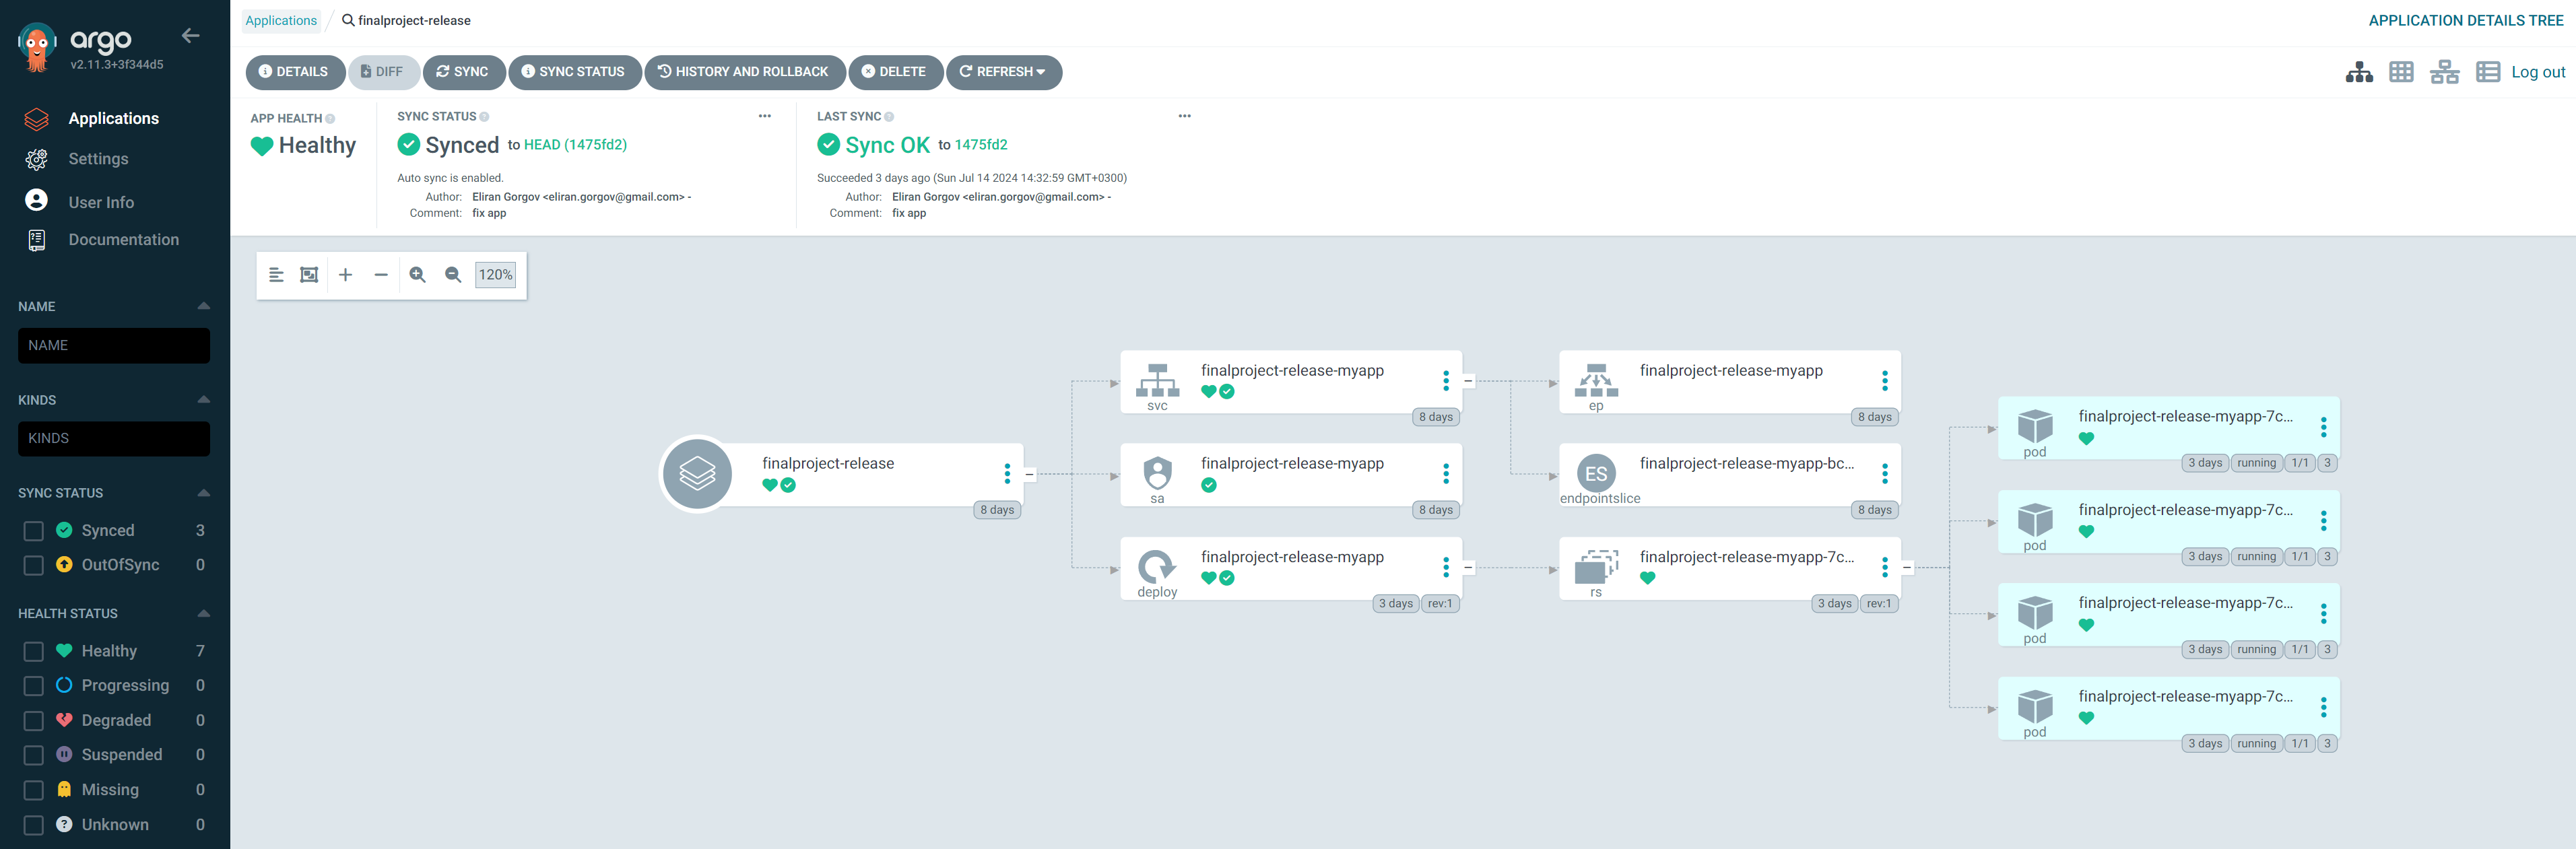 argo
v2.11.3+3f344d5
Applications
Settings
User Info
Documentation
NAME
NAME
KINDS
KINDS
SYNC STATUS
Synced 3
OutOfSync 0
HEALTH STATUS
Healthy 7
Progressing 0
Degraded 0
Suspended 0
Missing 0
Unknown 0
Applications / finalproject-release
APPLICATION DETAILS TREE
DETAILS DIFF SYNC SYNC STATUS HISTORY AND ROLLBACK DELETE REFRESH
Log out
APP HEALTH
Healthy
SYNC STATUS
Synced to HEAD (1475fd2)
Auto sync is enabled.
Author: Eliran Gorgov <eliran.gorgov@gmail.com> -
Comment: fix app
LAST SYNC
Sync OK to 1475fd2
Succeeded 3 days ago (Sun Jul 14 2024 14:32:59 GMT+0300)
Author: Eliran Gorgov <eliran.gorgov@gmail.com> -
Comment: fix app
120%
finalproject-release
8 days
finalproject-release-myapp
svc
8 days
finalproject-release-myapp
sa
8 days
finalproject-release-myapp
deploy
3 days rev:1
finalproject-release-myapp
ep
8 days
ES
finalproject-release-myapp-bc...
endpointslice
8 days
finalproject-release-myapp-7c...
rs
3 days rev:1
finalproject-release-myapp-7c...
pod
3 days running 1/1 3
finalproject-release-myapp-7c...
pod
3 days running 1/1 3
finalproject-release-myapp-7c...
pod
3 days running 1/1 3
finalproject-release-myapp-7c...
pod
3 days running 1/1 3